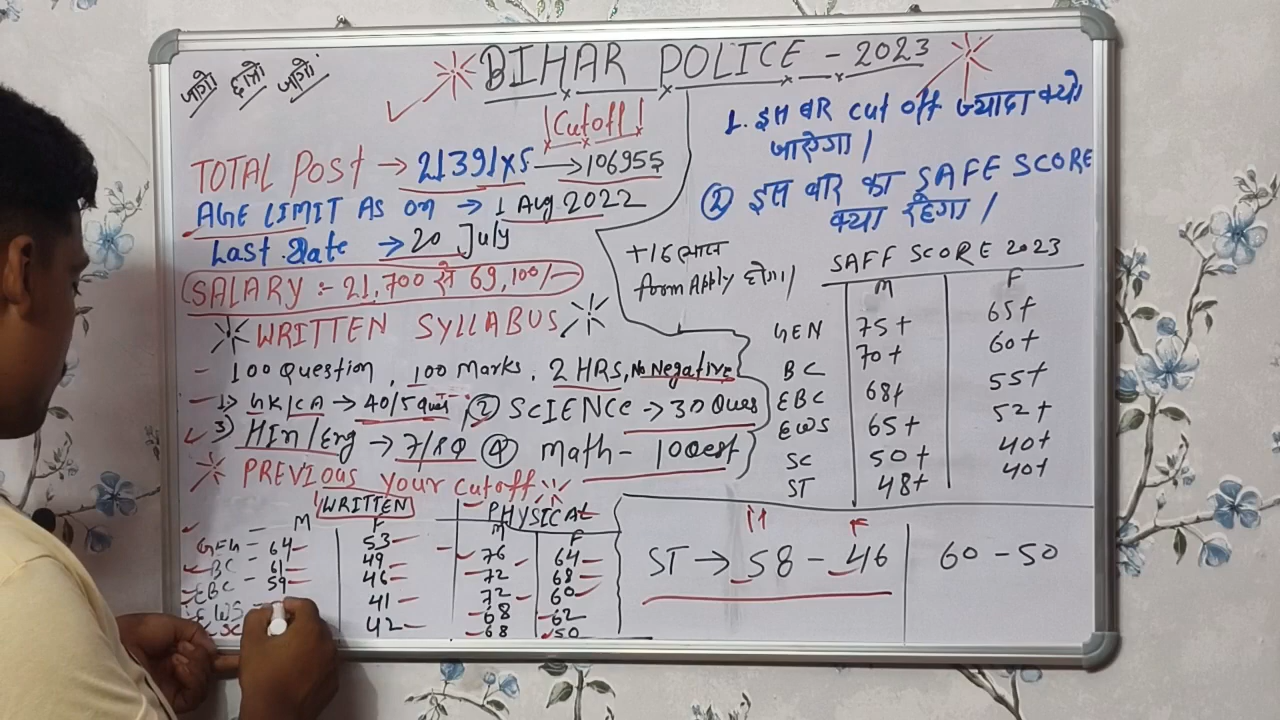 जागो छात्रो जागो
BIHAR POLICE - 2023
Cutoff!
TOTAL POST → 21391x5 → 106955
AGE LIMIT AS on → 1 Aug 2022
Last Date → 20 July
SALARY :- 21,700 से 69,100/-
WRITTEN SYLLABUS
- 100 Question, 100 Marks, 2 HRS, No Negative
1) GK/CA → 40/5 Ques, ② SCIENCE → 30 Ques
3) Hin/Eng → 7/8Q ④ Math - 10
PREVIOUS your cutoff
WRITTEN PHYSICAL
M F M F
GEN - 64 53 76 64
BC - 61 49 72 68
EBC - 59 46 72 60
EWS 41 68 62
SC 42 68 50
1. इस बार cut off ज्यादा क्यो
जाऐगा।
② इस बार का SAFE SCORE
क्या रहेगा।
+16 लाख
form Apply होगा।
SAFF SCORE 2023
M F
GEN 75+ 65+
BC 70+ 60+
EBC 68+ 55+
EWS 65+ 52+
SC 50+ 40+
ST 48+ 40+
F
ST → 58 - 46 60 - 50